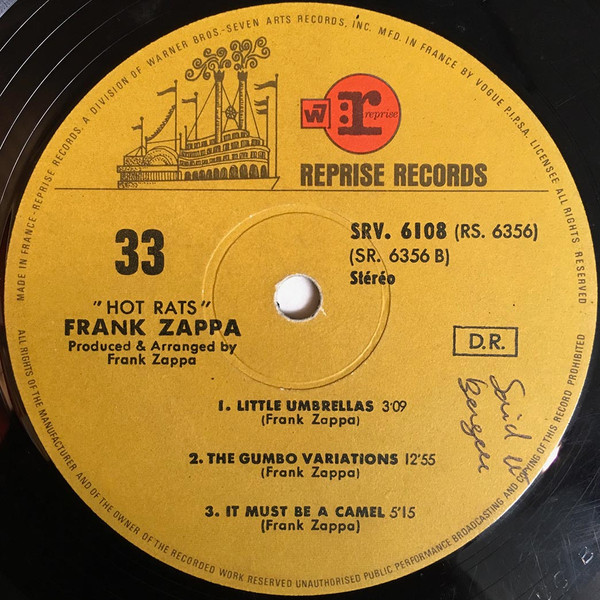 MADE IN FRANCE-REPRISE RECORDS, A DIVISION OF WARNER BROS.-SEVEN ARTS RECORDS, INC. MFD. IN FRANCE BY VOGUE P.I.P.S.A. LICENSEE ALL RIGHTS RESERVED
W7 r reprise
REPRISE RECORDS
33
SRV. 6108 (RS. 6356)
(SR. 6356 B)
Stéréo
"HOT RATS"
FRANK ZAPPA
Produced & Arranged by
Frank Zappa
D.R.
1. LITTLE UMBRELLAS 3:09
(Frank Zappa)
2. THE GUMBO VARIATIONS 12'55
(Frank Zappa)
3. IT MUST BE A CAMEL 5'15
(Frank Zappa)
ALL RIGHTS OF THE MANUFACTURER AND OF THE OWNER OF THE RECORDED WORK RESERVED UNAUTHORISED PUBLIC PERFORMANCE BROADCASTING AND COPYING OF THIS RECORD PROHIBITED